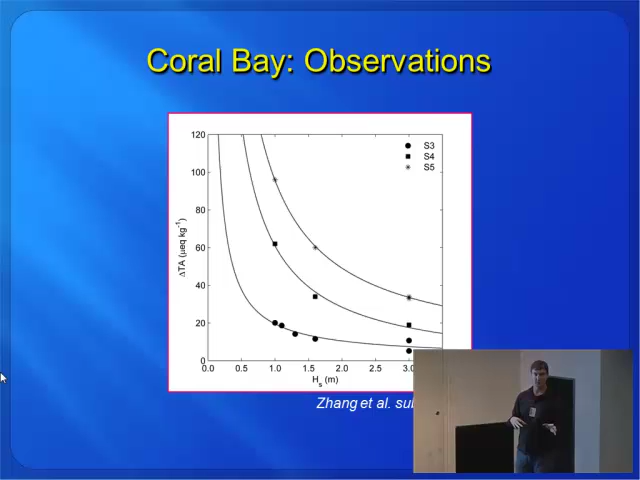 Coral Bay: Observations
120
100
80
60
40
20
0
ΔTA (μeq kg⁻¹)
S3
S4
S5
0.0 0.5 1.0 1.5 2.0 2.5 3.0
Hₛ (m)
Zhang et al.